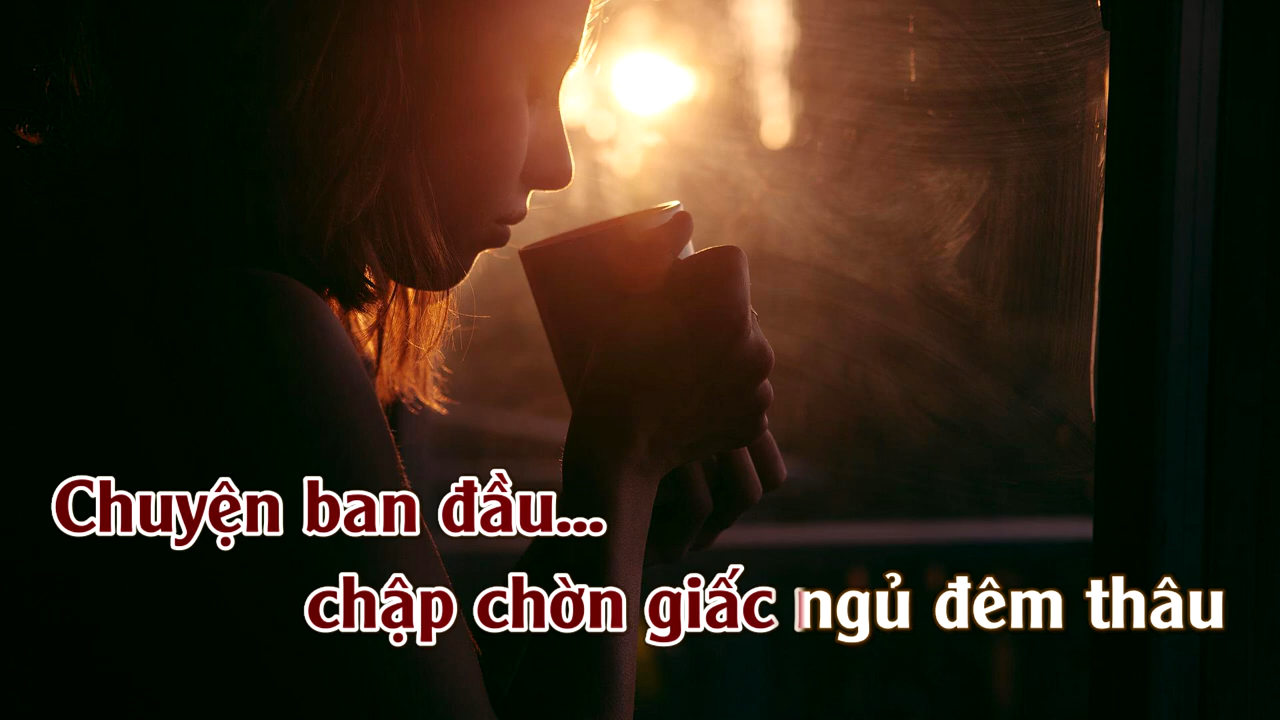 Chuyện ban đầu...
chập chờn giấc ngủ đêm thâu